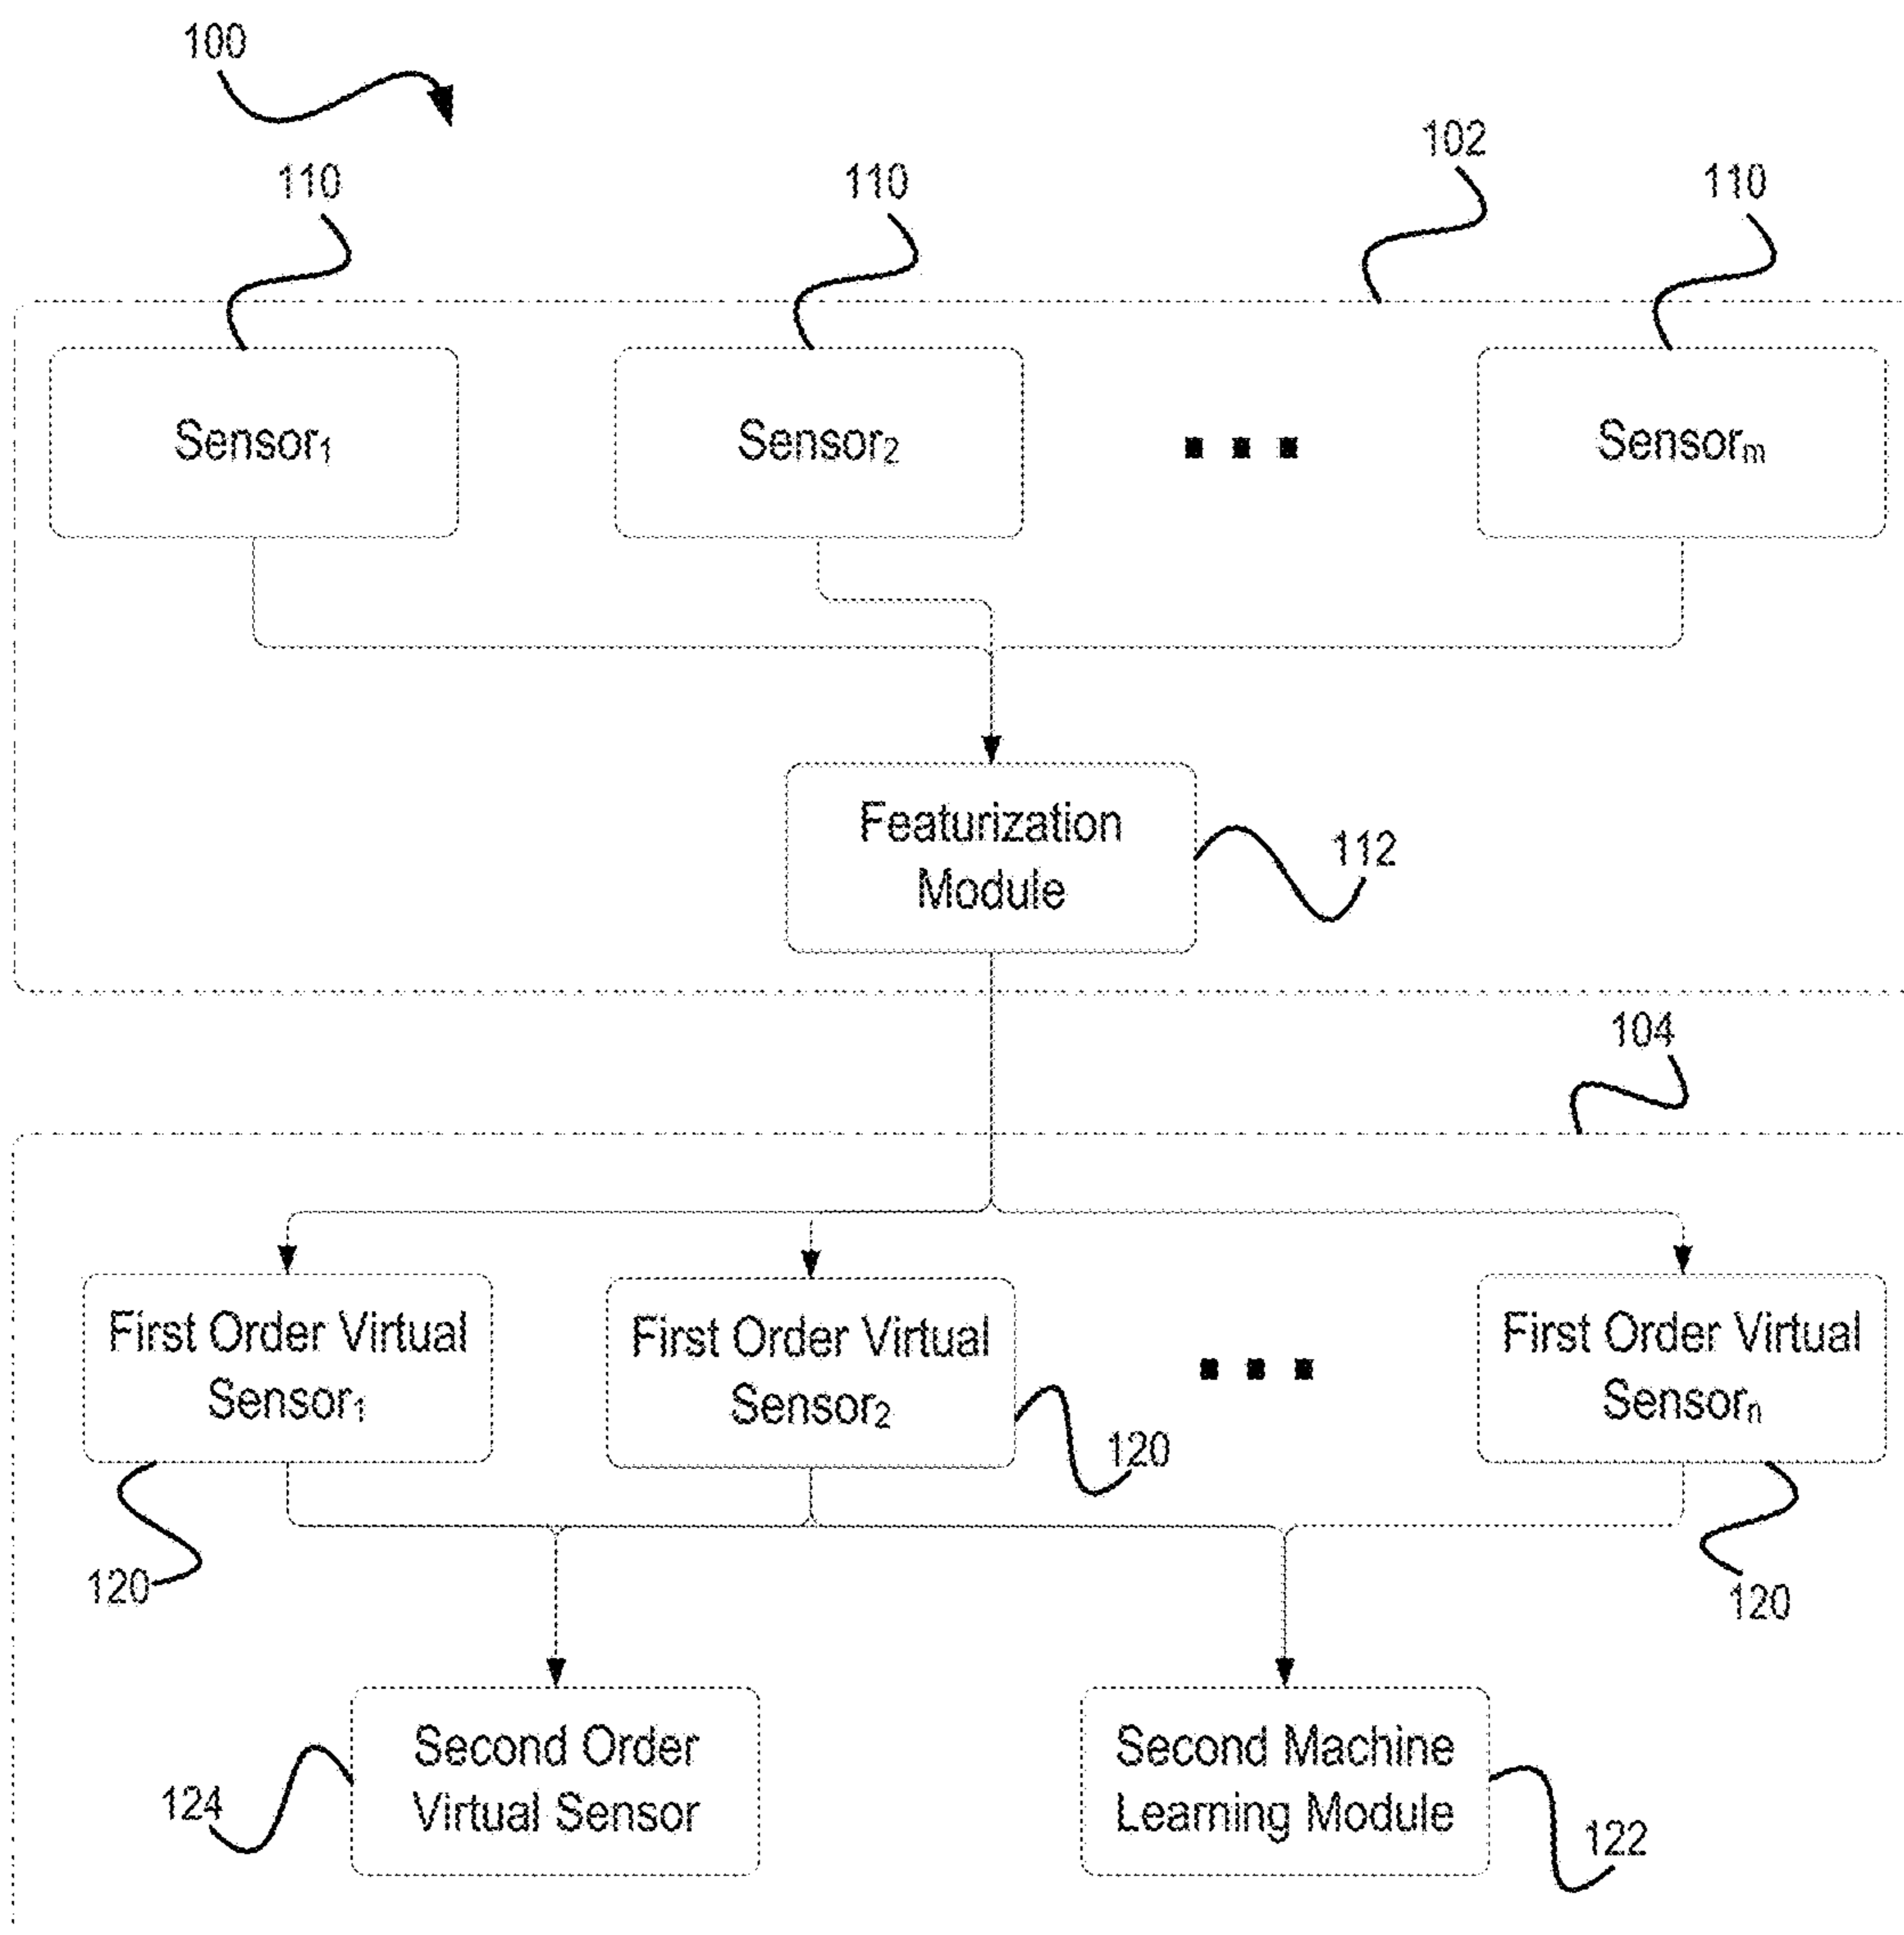 100
102
110
110
110
Sensor₁
Sensor₂
Sensorₘ
Featurization
Module
112
104
First Order Virtual
Sensor₁
First Order Virtual
Sensor₂
First Order Virtual
Sensorₙ
120
120
120
Second Order
Virtual Sensor
Second Machine
Learning Module
124
122